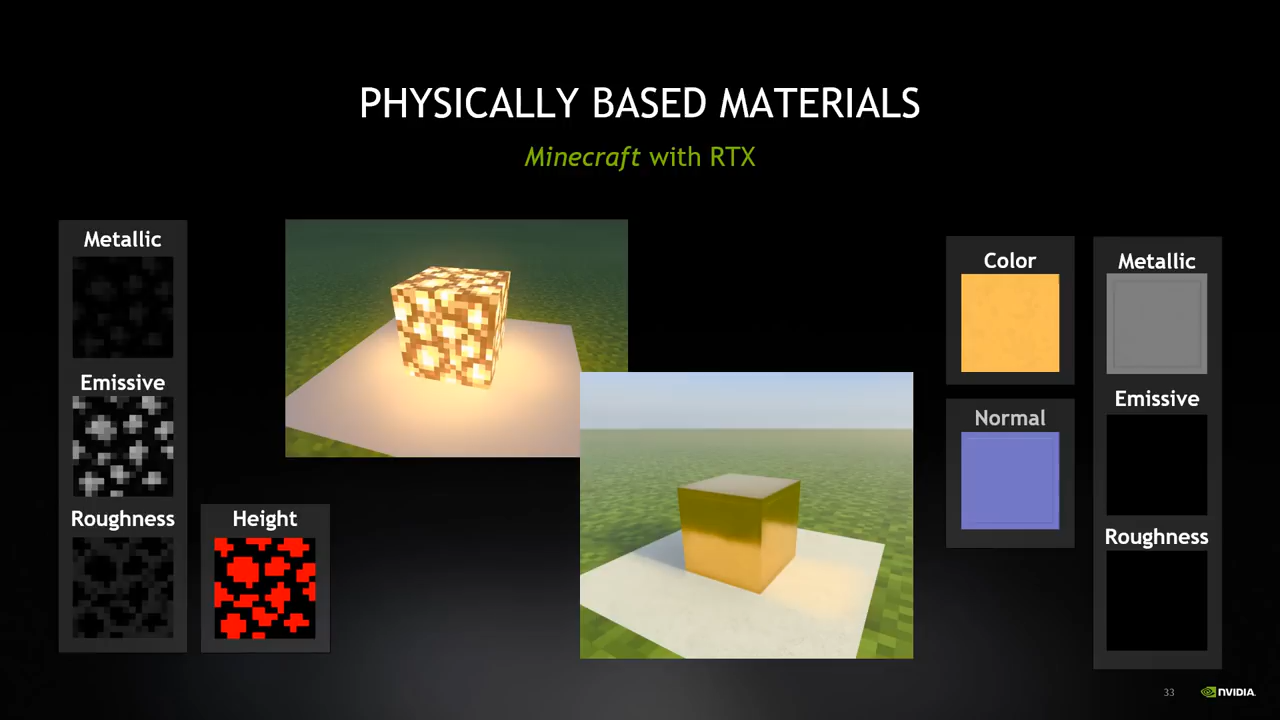 PHYSICALLY BASED MATERIALS
Minecraft with RTX
Metallic
Emissive
Roughness
Height
Color
Normal
Metallic
Emissive
Roughness
33
NVIDIA.